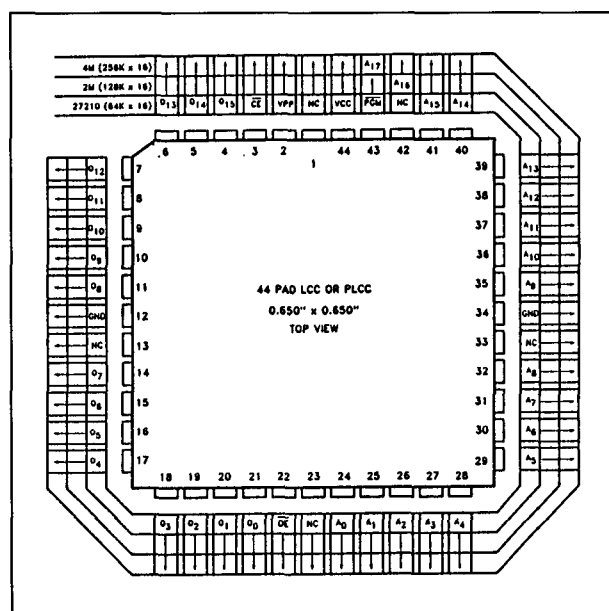 4M (256K x 16) A17
2M (128K x 16) A16
27210 (64K x 16) O13 O14 O15 CE VPP NC VCC PGM NC A15 A14
6 5 4 3 2 1 44 43 42 41 40
O12 7 39 A13
O11 8 38 A12
O10 9 37 A11
O9 10 36 A10
O8 11 35 A9
GND 12 34 GND
NC 13 33 NC
O7 14 32 A8
O6 15 31 A7
O5 16 30 A6
O4 17 29 A5
44 PAD LCC OR PLCC
0.650" x 0.650"
TOP VIEW
18 19 20 21 22 23 24 25 26 27 28
O3 O2 O1 O0 OE NC A0 A1 A2 A3 A4